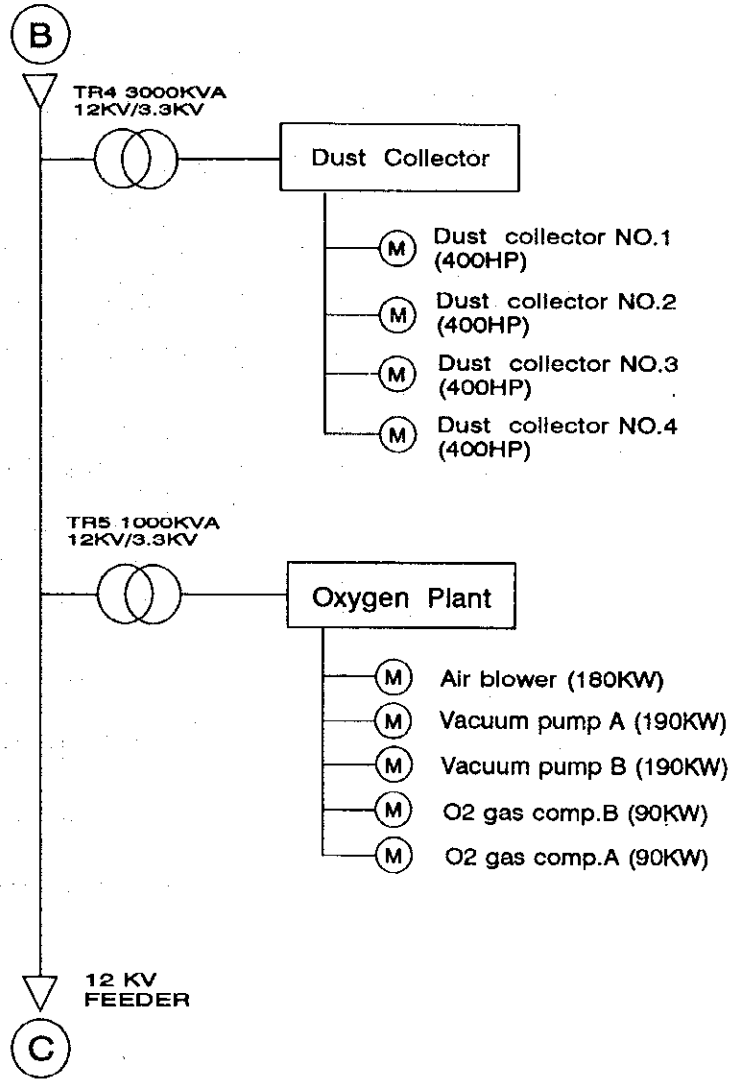 B
TR4 3000KVA
12KV/3.3KV
Dust Collector
M
Dust collector NO.1
(400HP)
M
Dust collector NO.2
(400HP)
M
Dust collector NO.3
(400HP)
M
Dust collector NO.4
(400HP)
TR5 1000KVA
12KV/3.3KV
Oxygen Plant
M Air blower (180KW)
M Vacuum pump A (190KW)
M Vacuum pump B (190KW)
M O2 gas comp.B (90KW)
M O2 gas comp.A (90KW)
12 KV
FEEDER
C